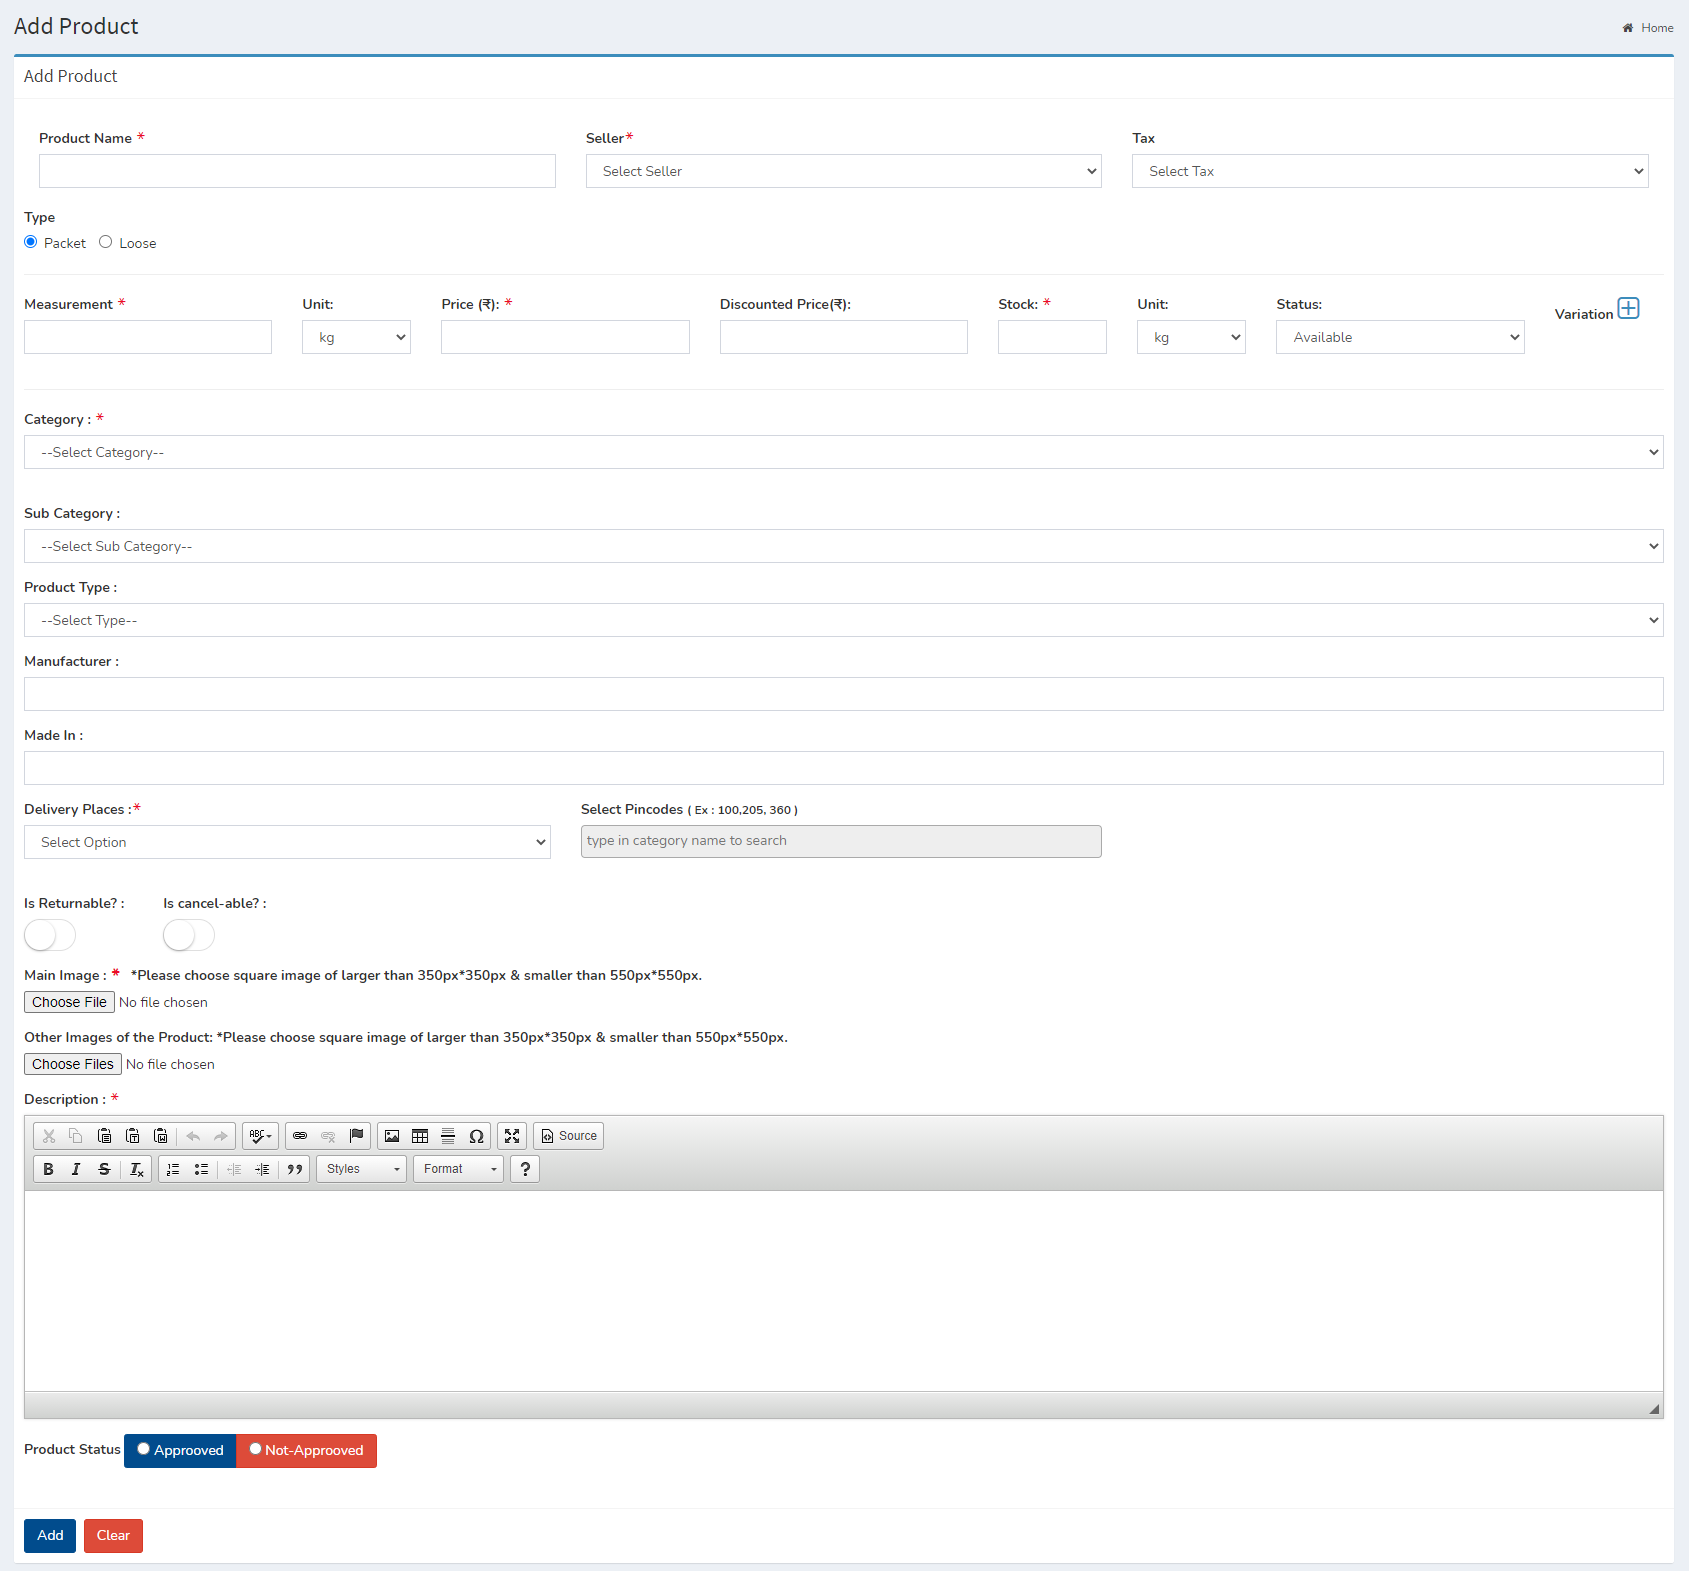 Add Product
Home
Add Product
Product Name *
Seller*
Tax
Select Seller
Select Tax
Type
Packet Loose
Measurement * Unit: Price (₹): * Discounted Price(₹): Stock: * Unit: Status: Variation
kg kg Available
Category : *
--Select Category--
Sub Category :
--Select Sub Category--
Product Type :
--Select Type--
Manufacturer :
Made In :
Delivery Places :* Select Pincodes ( Ex : 100,205, 360 )
Select Option type in category name to search
Is Returnable? : Is cancel-able? :
Main Image : * *Please choose square image of larger than 350px*350px & smaller than 550px*550px.
Choose File No file chosen
Other Images of the Product: *Please choose square image of larger than 350px*350px & smaller than 550px*550px.
Choose Files No file chosen
Description : *
ABC Ω Source
B I S Tx Styles Format ?
Product Status Approoved Not-Approoved
Add Clear